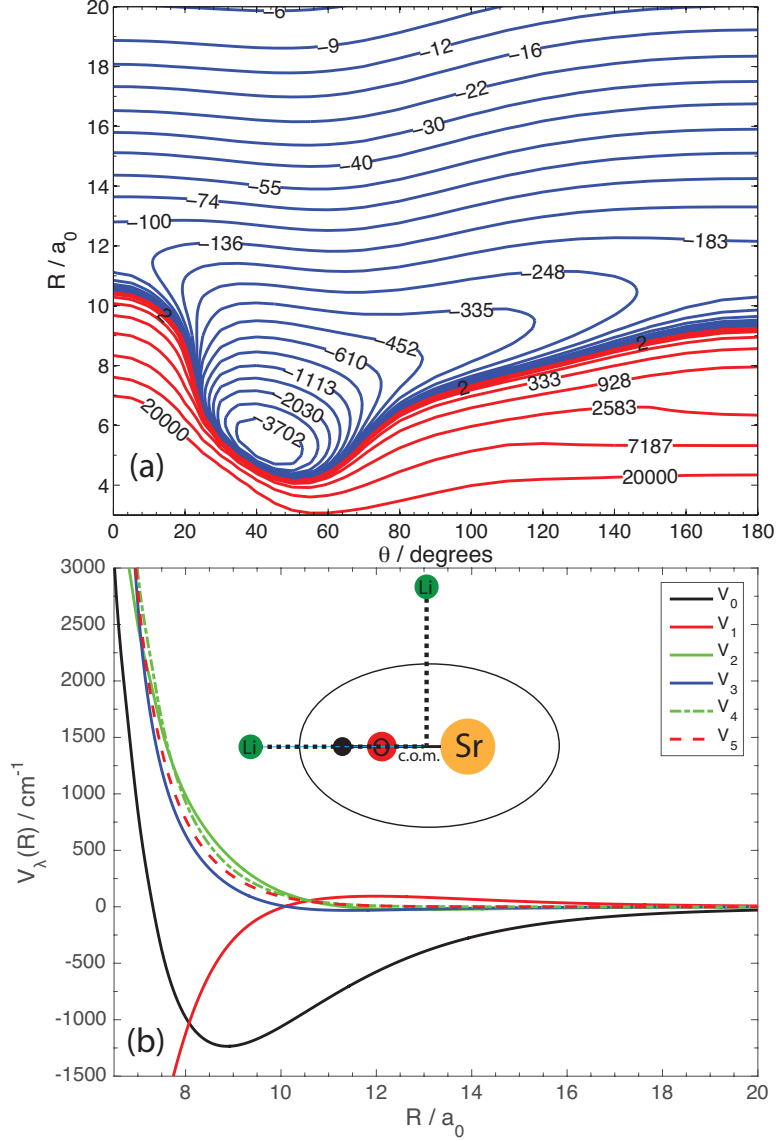 20
18
16
14
12
10
8
6
4
R / a0
−6
−9
−12
−16
−22
−30
−40
−55
−74
−100
−136
−183
−248
−335
−452
−610
−1113
−2030
−3702
2
2
2
333
928
2583
7187
20000
20000
(a)
0 20 40 60 80 100 120 140 160 180
θ / degrees
3000
2500
2000
1500
1000
500
0
-500
-1000
-1500
Vλ(R) / cm-1
Li
Li
O
Sr
c.o.m.
V0
V1
V2
V3
V4
V5
(b)
8 10 12 14 16 18 20
R / a0